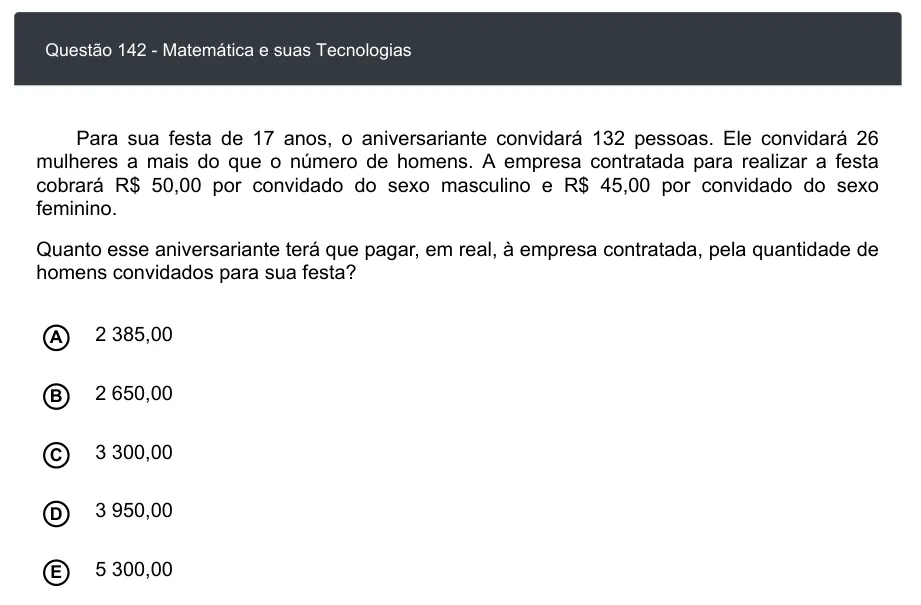 Questão 142 - Matemática e suas Tecnologias
Para sua festa de 17 anos, o aniversariante convidará 132 pessoas. Ele convidará 26
mulheres a mais do que o número de homens. A empresa contratada para realizar a festa
cobrará R$ 50,00 por convidado do sexo masculino e R$ 45,00 por convidado do sexo
feminino.
Quanto esse aniversariante terá que pagar, em real, à empresa contratada, pela quantidade de
homens convidados para sua festa?
A 2 385,00
B 2 650,00
C 3 300,00
D 3 950,00
E 5 300,00